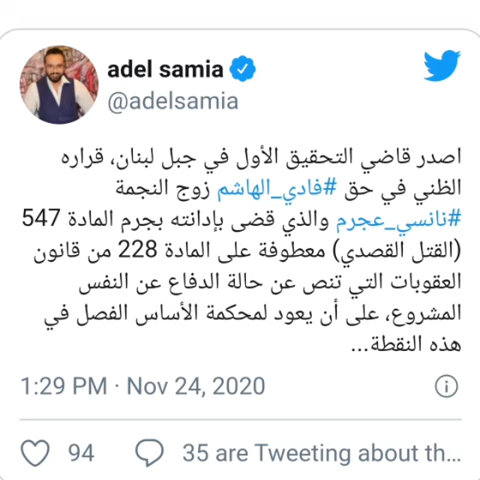 adel samia
@adelsamia
اصدر قاضي التحقيق الأول في جبل لبنان، قراره
الظني في حق #فادي_الهاشم زوج النجمة
#نانسي_عجرم والذي قضى بإدانته بجرم المادة 547
(القتل القصدي) معطوفة على المادة 228 من قانون
العقوبات التي تنص عن حالة الدفاع عن النفس
المشروع، على أن يعود لمحكمة الأساس الفصل في
هذه النقطة...
1:29 PM · Nov 24, 2020
94 35 are Tweeting about th...